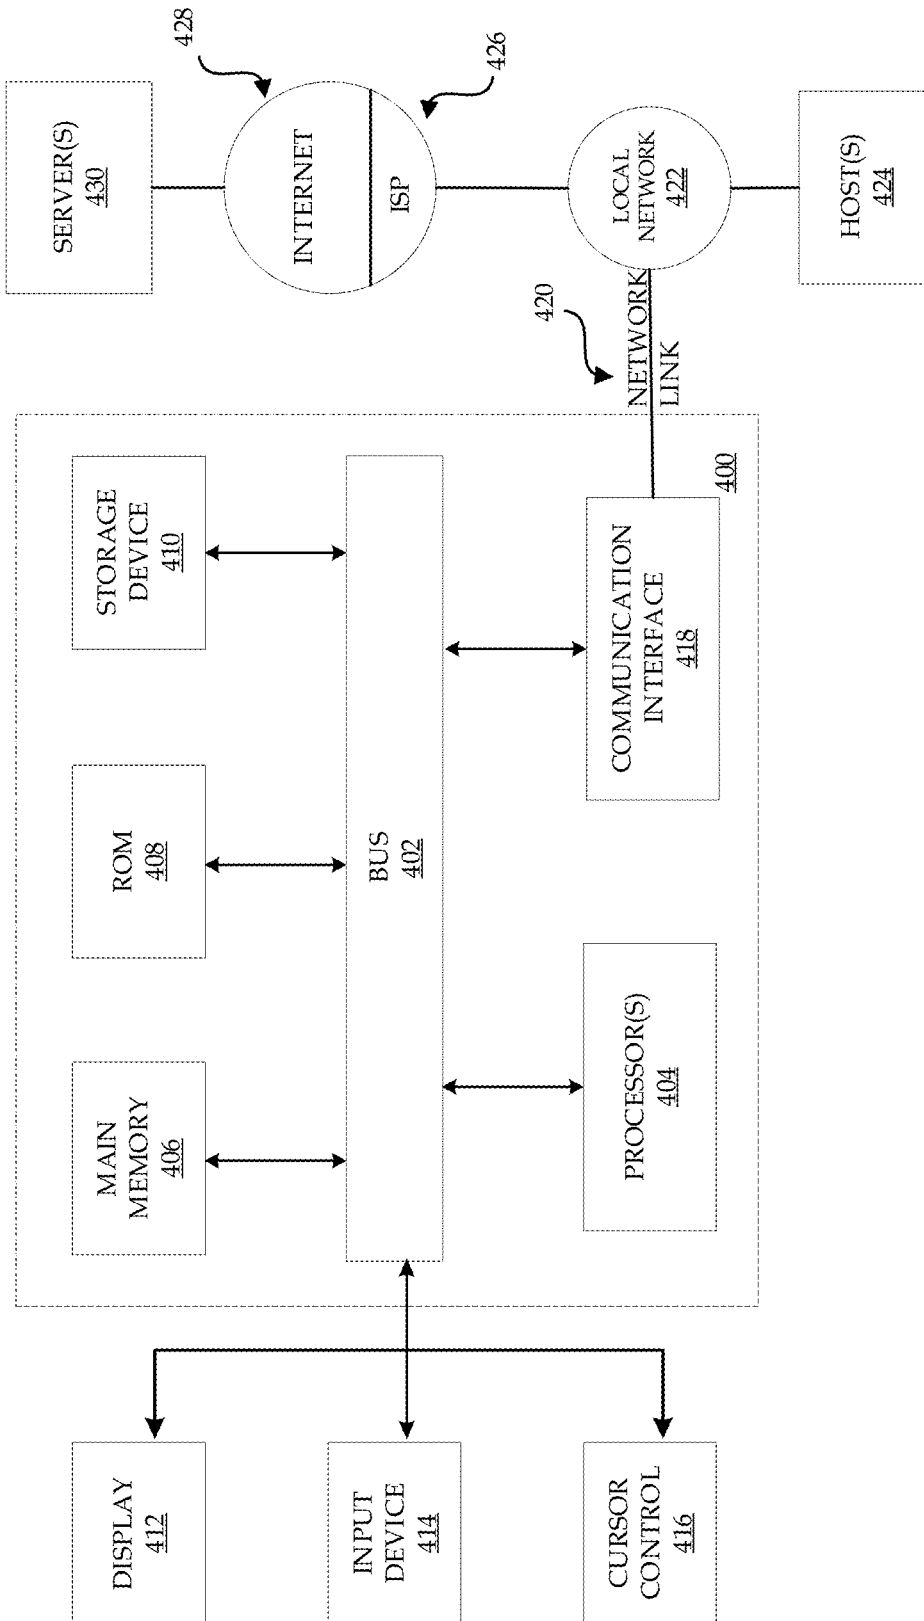 DISPLAY
412
INPUT
DEVICE
414
CURSOR
CONTROL
416
MAIN
MEMORY
406
ROM
408
STORAGE
DEVICE
410
BUS
402
PROCESSOR(S)
404
COMMUNICATION
INTERFACE
418
400
SERVER(S)
430
428
INTERNET
ISP
426
420
NETWORK
LINK
LOCAL
NETWORK
422
HOST(S)
424